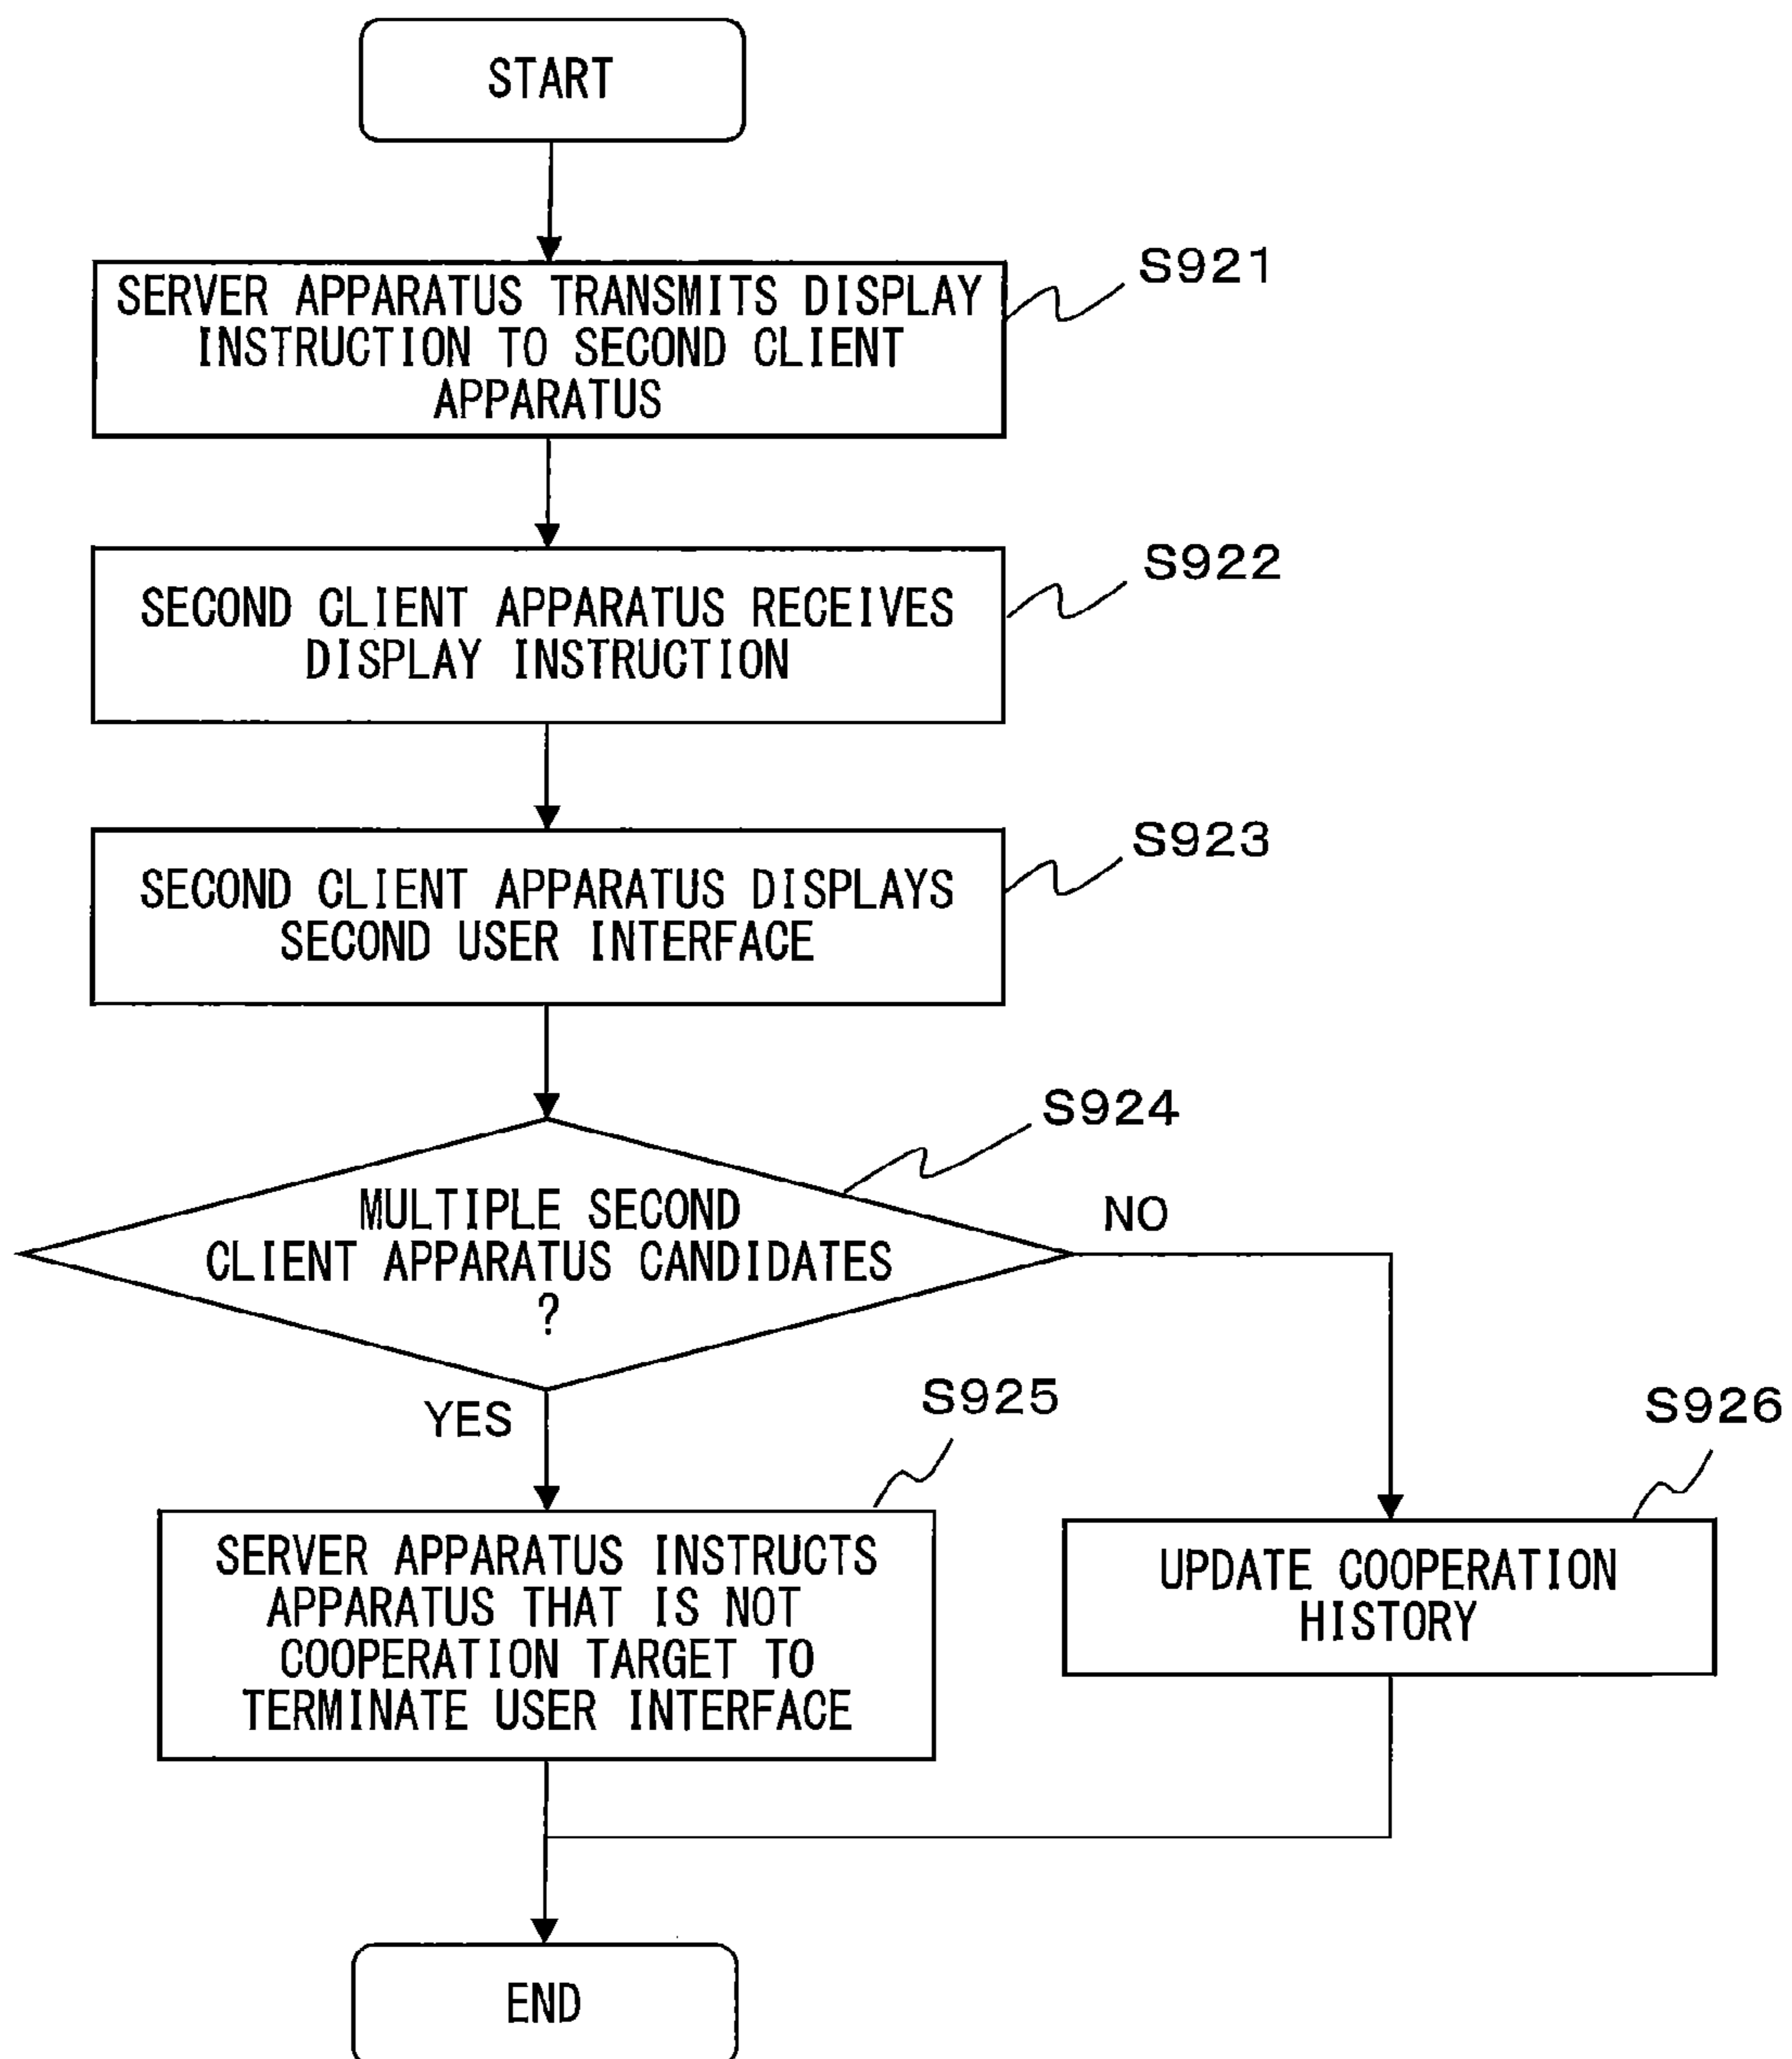 START
S921
SERVER APPARATUS TRANSMITS DISPLAY
INSTRUCTION TO SECOND CLIENT
APPARATUS
S922
SECOND CLIENT APPARATUS RECEIVES
DISPLAY INSTRUCTION
S923
SECOND CLIENT APPARATUS DISPLAYS
SECOND USER INTERFACE
S924
MULTIPLE SECOND
CLIENT APPARATUS CANDIDATES
?
NO
YES
S925
SERVER APPARATUS INSTRUCTS
APPARATUS THAT IS NOT
COOPERATION TARGET TO
TERMINATE USER INTERFACE
S926
UPDATE COOPERATION
HISTORY
END